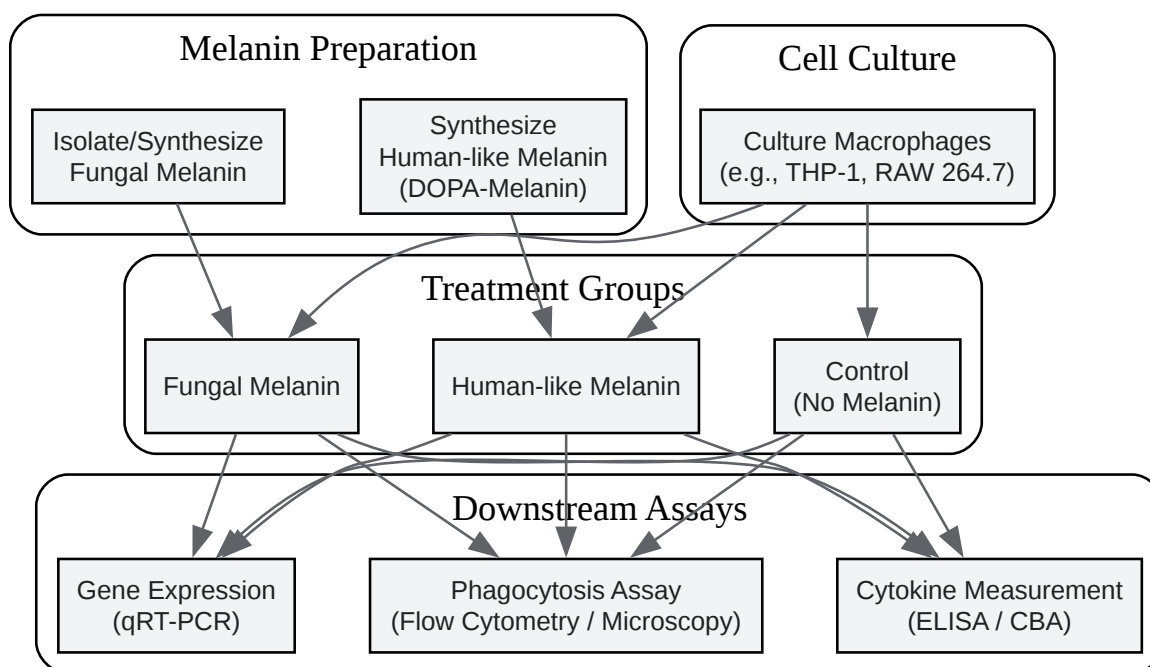 Melanin Preparation
Isolate/Synthesize
Fungal Melanin
Synthesize
Human-like Melanin
(DOPA-Melanin)
Cell Culture
Culture Macrophages
(e.g., THP-1, RAW 264.7)
Treatment Groups
Fungal Melanin
Human-like Melanin
Control
(No Melanin)
Downstream Assays
Gene Expression
(qRT-PCR)
Phagocytosis Assay
(Flow Cytometry / Microscopy)
Cytokine Measurement
(ELISA / CBA)